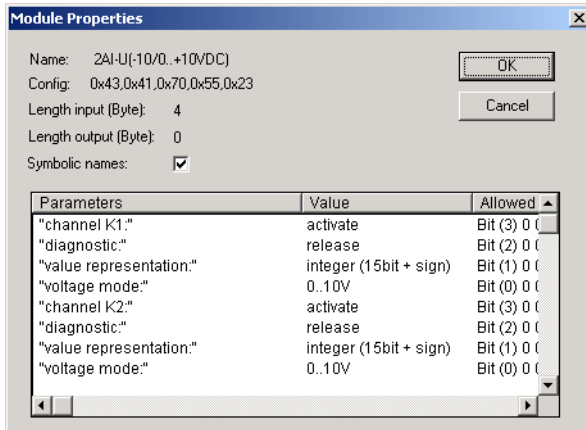 Module Properties
Name: 2AI-U(-10/0..+10VDC)
OK
Config: 0x43,0x41,0x70,0x55,0x23
Length input (Byte): 4
Cancel
Length output (Byte): 0
Symbolic names:
Parameters Value Allowed
"channel K1:" activate Bit (3) 0
"diagnostic:" release Bit (2) 0
"value representation:" integer (15bit + sign) Bit (1) 0
"voltage mode:" 0..10V Bit (0) 0
"channel K2:" activate Bit (3) 0
"diagnostic:" release Bit (2) 0
"value representation:" integer (15bit + sign) Bit (1) 0
"voltage mode:" 0..10V Bit (0) 0